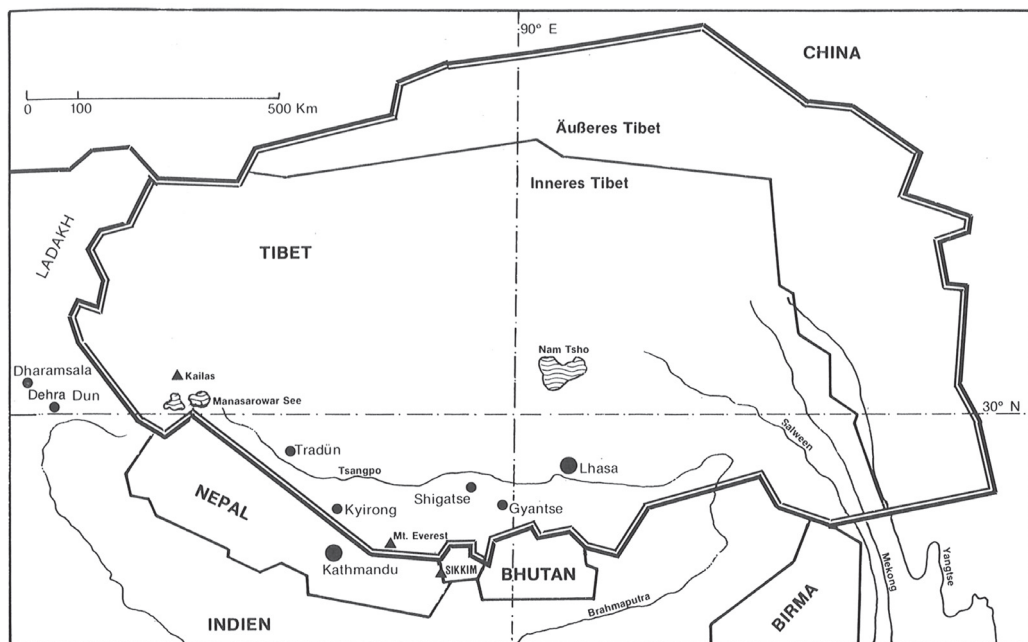 90° E
CHINA
0 100 500 Km
Äußeres Tibet
Inneres Tibet
LADAKH
TIBET
Nam Tsho
Dharamsala
Kailas
Dehra Dun
Manasarowar See
30° N
Salween
Tradün
Tsangpo
Lhasa
Shigatse
NEPAL
Kyirong
Gyantse
Mt. Everest
Kathmandu
SIKKIM
BHUTAN
Mekong
Yangtse
Brahmaputra
BIRMA
INDIEN